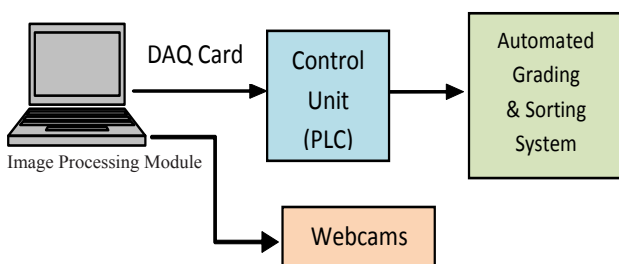 DAQ Card
Control
Unit
(PLC)
Automated
Grading
& Sorting
System
Image Processing Module
Webcams